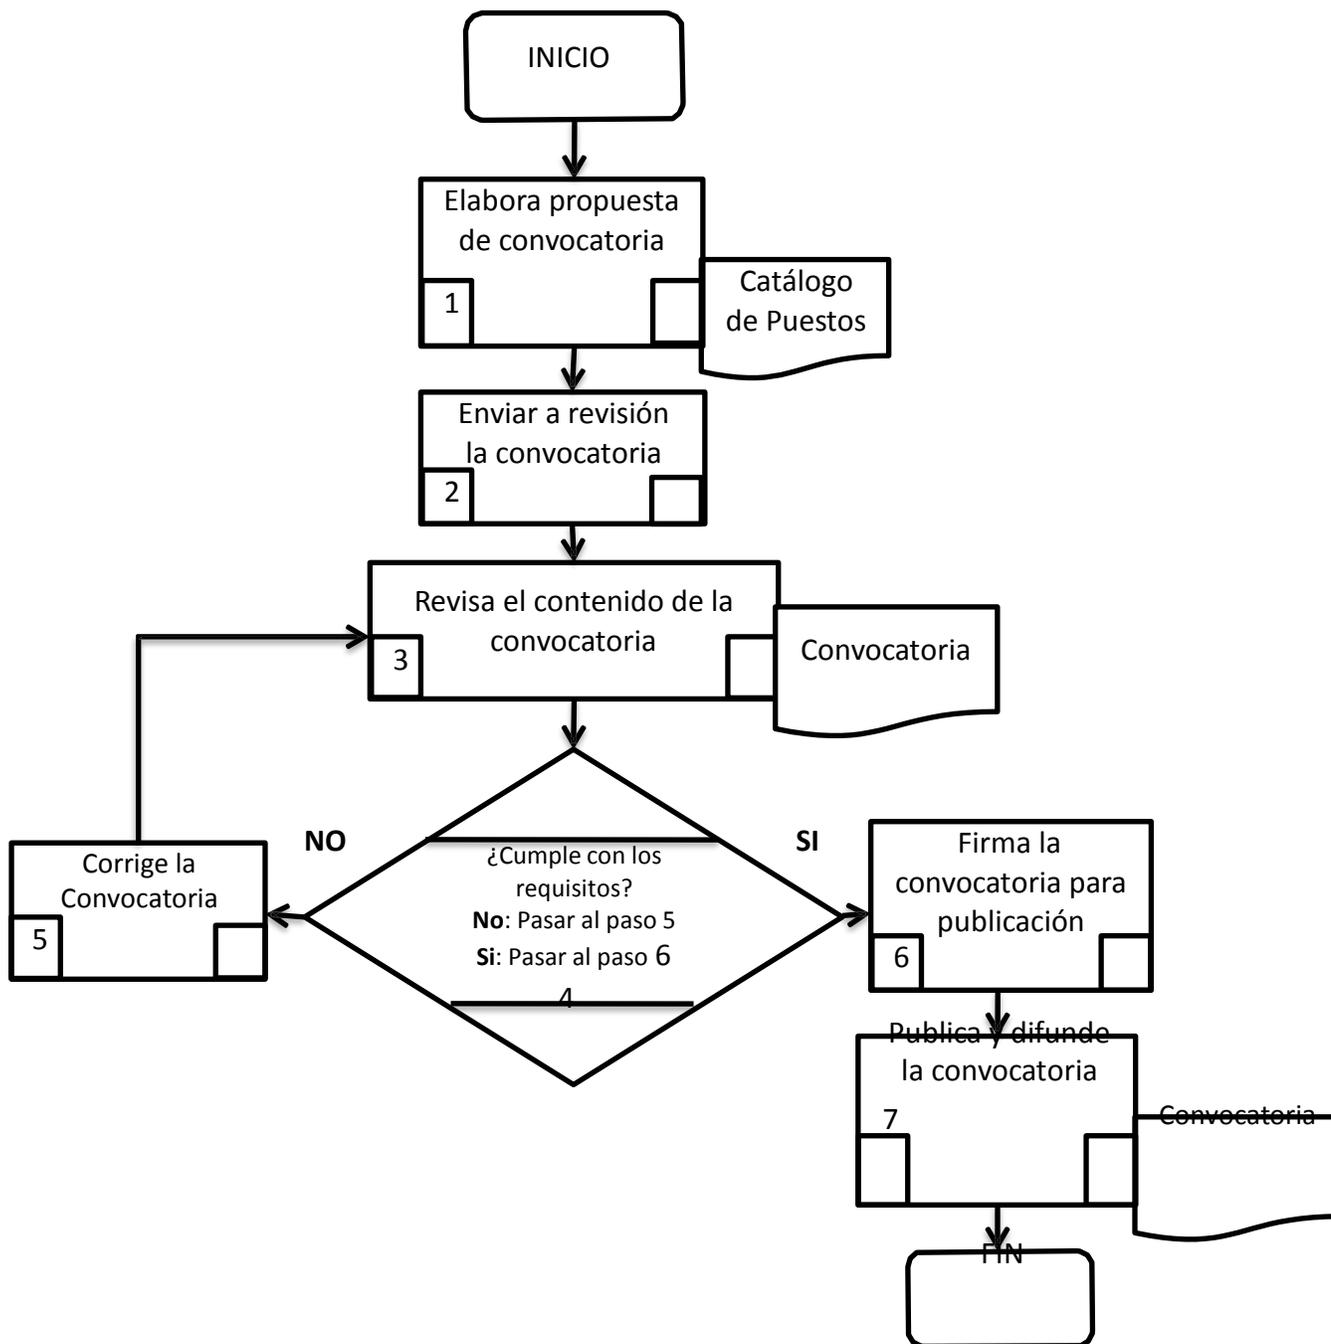 INICIO
Elabora propuesta
de convocatoria
1
Catálogo
de Puestos
Enviar a revisión
la convocatoria
2
Revisa el contenido de la
convocatoria
3
Convocatoria
NO
SI
¿Cumple con los
requisitos?
No: Pasar al paso 5
Si: Pasar al paso 6
4
Corrige la
Convocatoria
5
Firma la
convocatoria para
publicación
6
Publica y difunde
la convocatoria
7
Convocatoria
FIN